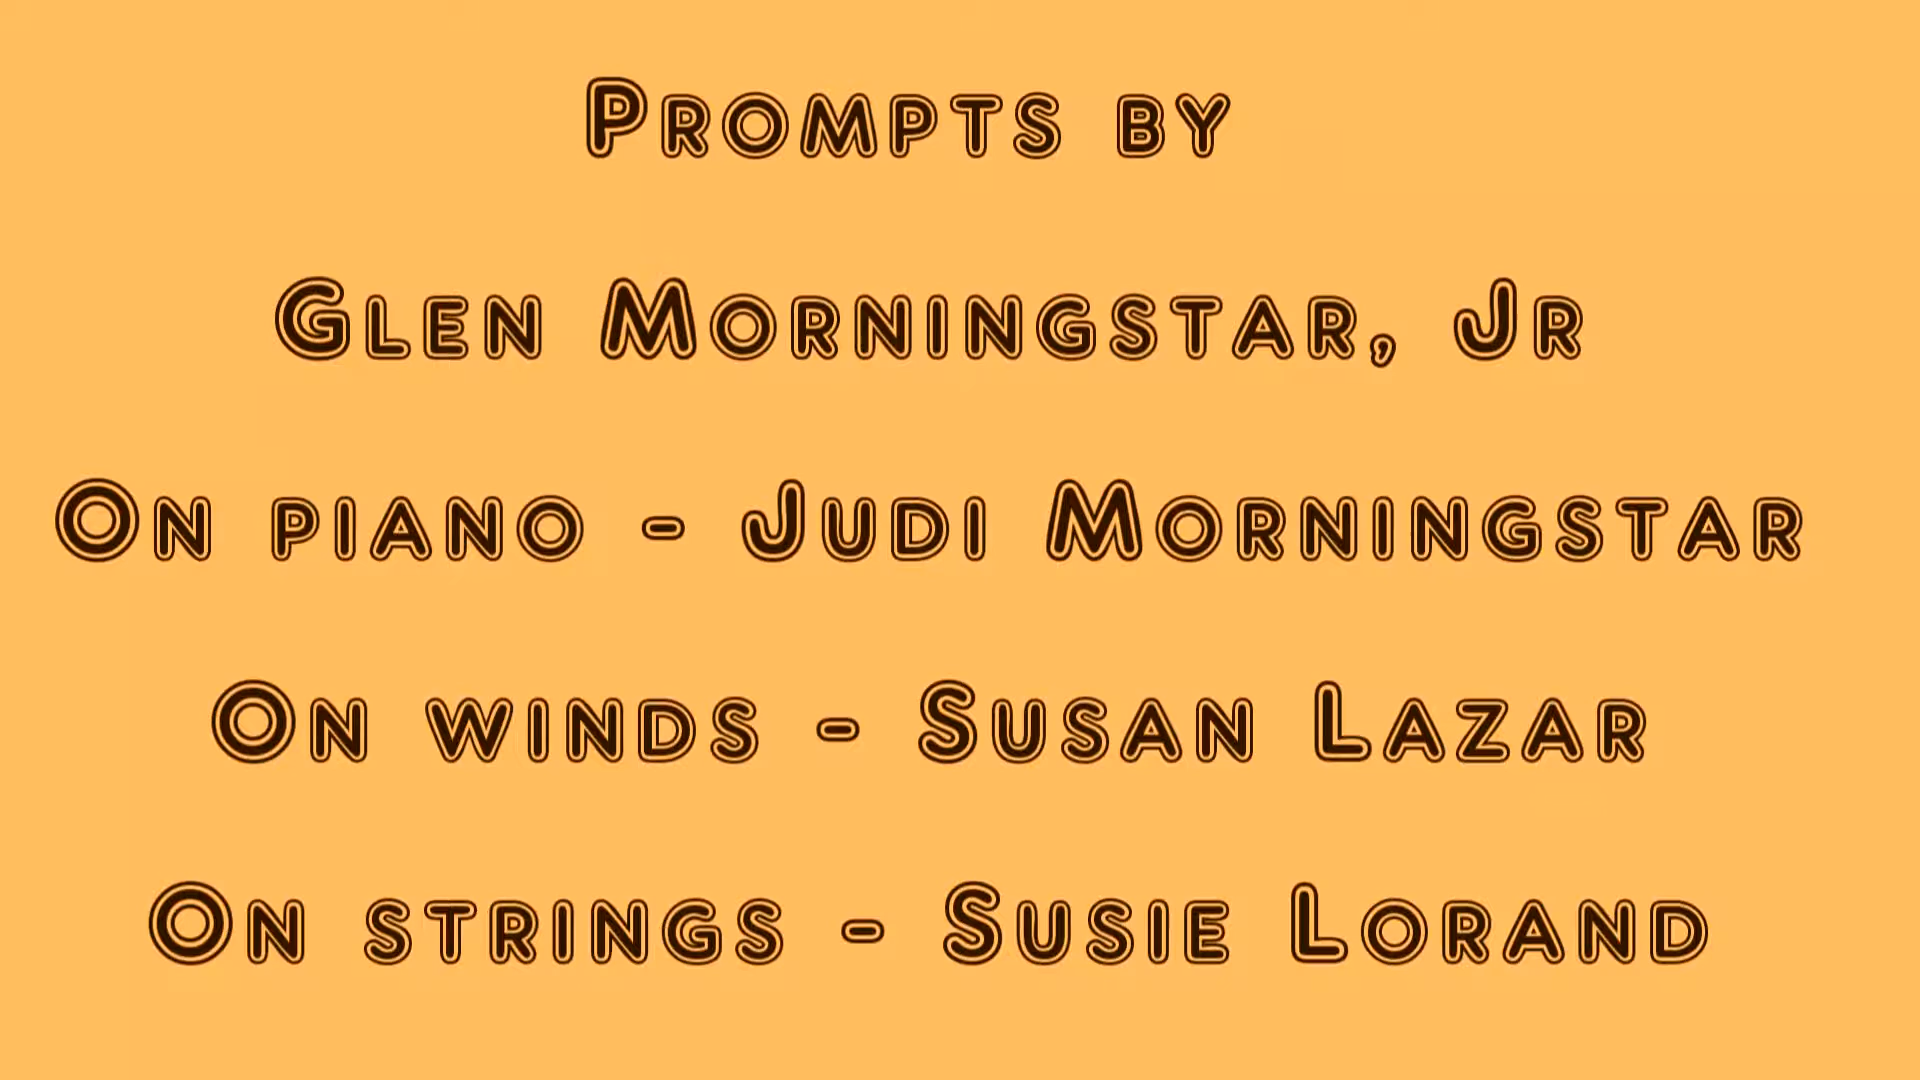 Prompts by
Glen Morningstar, Jr
On piano - Judi Morningstar
On winds - Susan Lazar
On strings - Susie Lorand